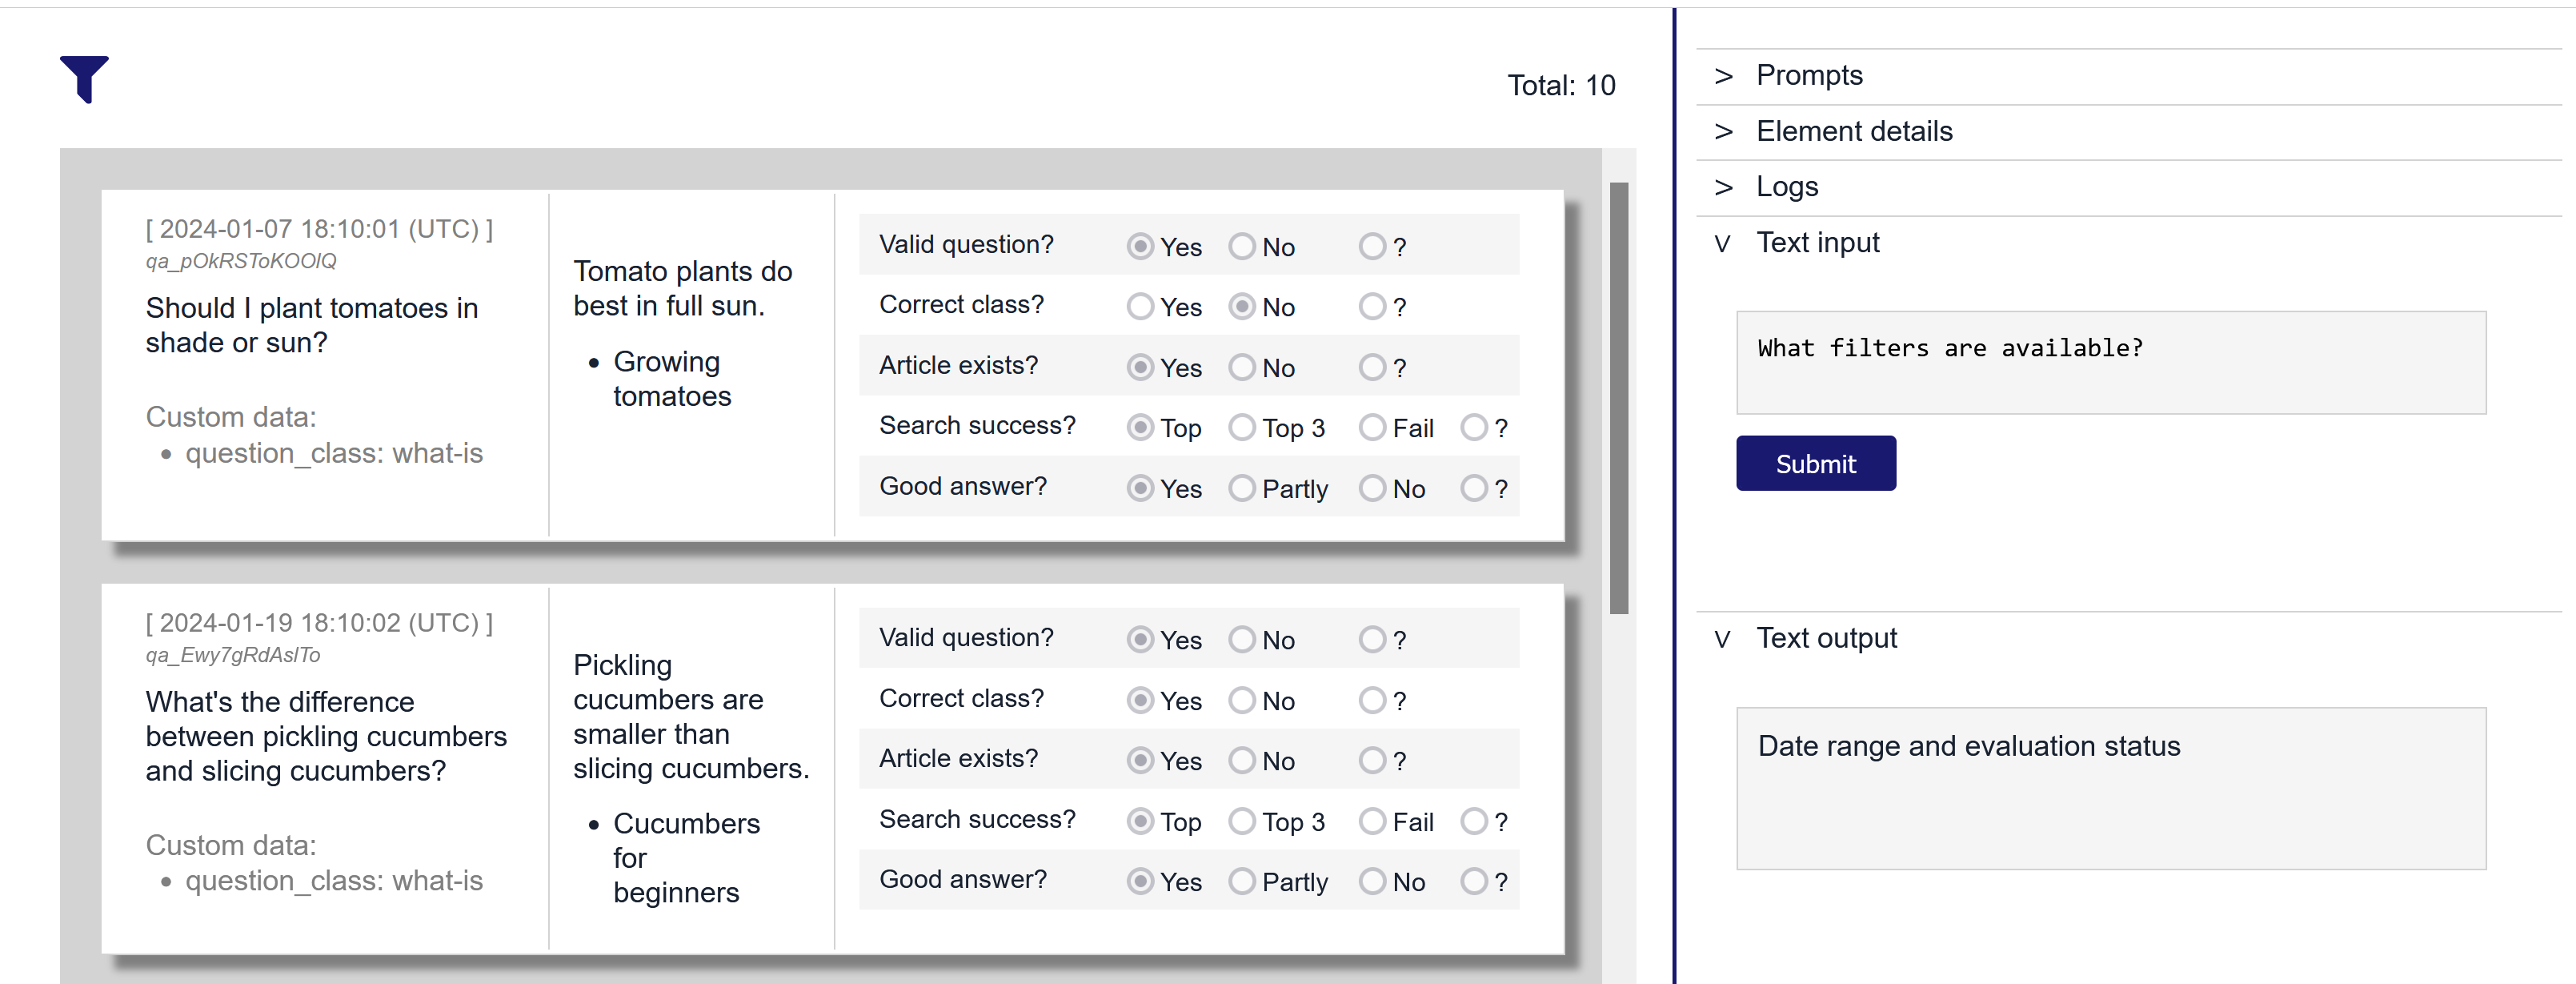 Total: 10
[ 2024-01-07 18:10:01 (UTC) ]
qa_pOkRSToKOOlQ
Should I plant tomatoes in
shade or sun?
Custom data:
• question_class: what-is
Tomato plants do
best in full sun.
• Growing
tomatoes
Valid question? Yes No ?
Correct class? Yes No ?
Article exists? Yes No ?
Search success? Top Top 3 Fail ?
Good answer? Yes Partly No ?
[ 2024-01-19 18:10:02 (UTC) ]
qa_Ewy7gRdAslTo
What's the difference
between pickling cucumbers
and slicing cucumbers?
Custom data:
• question_class: what-is
Pickling
cucumbers are
smaller than
slicing cucumbers.
• Cucumbers
for
beginners
Valid question? Yes No ?
Correct class? Yes No ?
Article exists? Yes No ?
Search success? Top Top 3 Fail ?
Good answer? Yes Partly No ?
> Prompts
> Element details
> Logs
V Text input
What filters are available?
Submit
V Text output
Date range and evaluation status